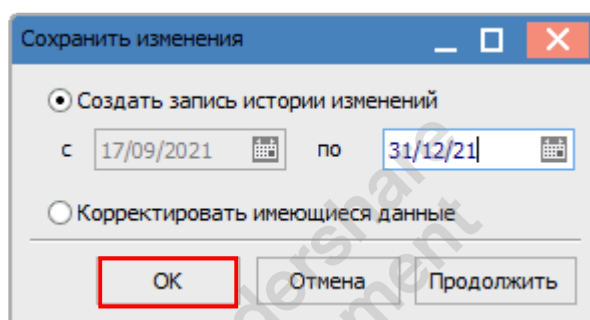 Сохранить изменения
Создать запись истории изменений
с 17/09/2021 по 31/12/21
Корректировать имеющиеся данные
ОК Отмена Продолжить